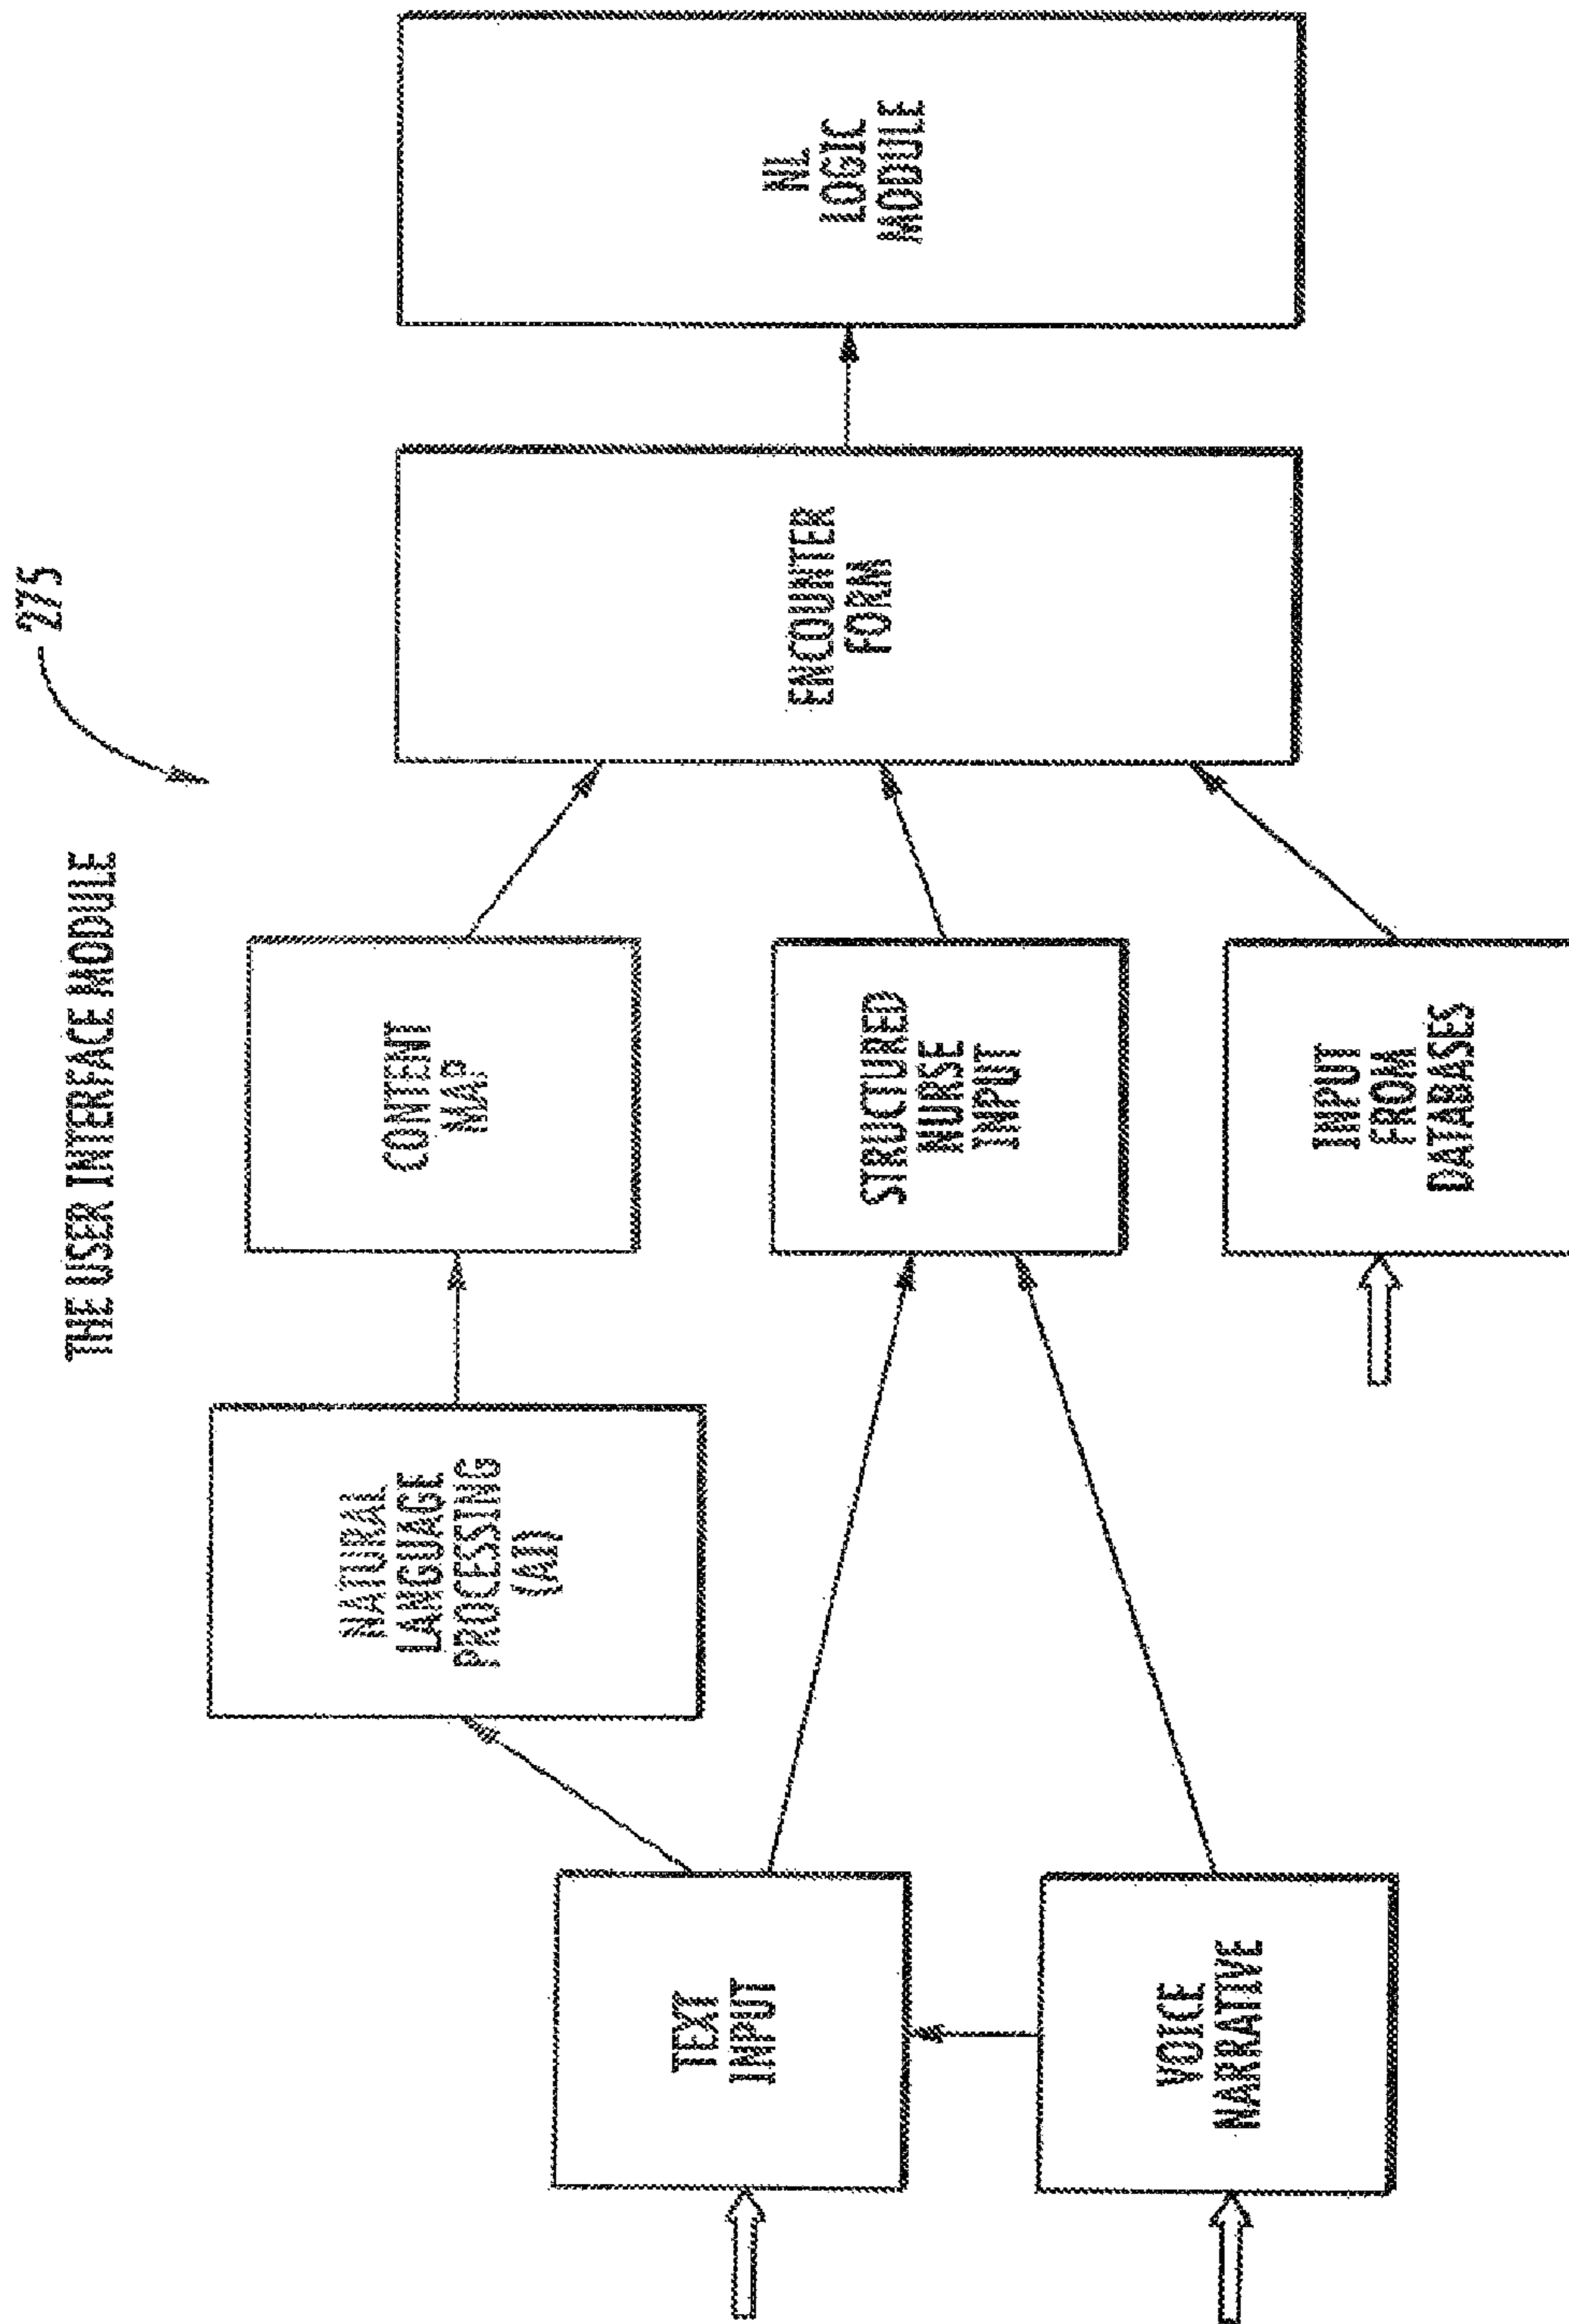 THE USER INTERFACE MODULE
275
NATURAL
LANGUAGE
PROCESSING
(AI)
CONTENT
MAP
TEXT
INPUT
STRUCTURED
NURSE
INPUT
ENCOUNTER
FORM
NL
LOGIC
MODULE
VOICE
NARRATIVE
INPUT
FROM
DATABASES